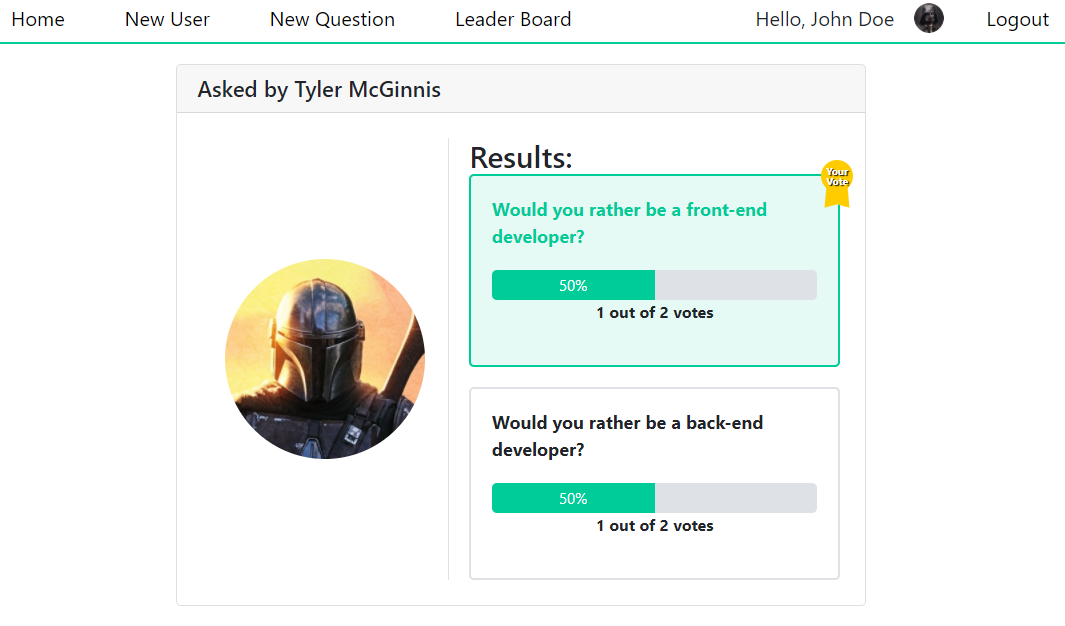 Home New User New Question Leader Board Hello, John Doe Logout
Asked by Tyler McGinnis
Results:
Your
Vote
Would you rather be a front-end
developer?
50%
1 out of 2 votes
Would you rather be a back-end
developer?
50%
1 out of 2 votes